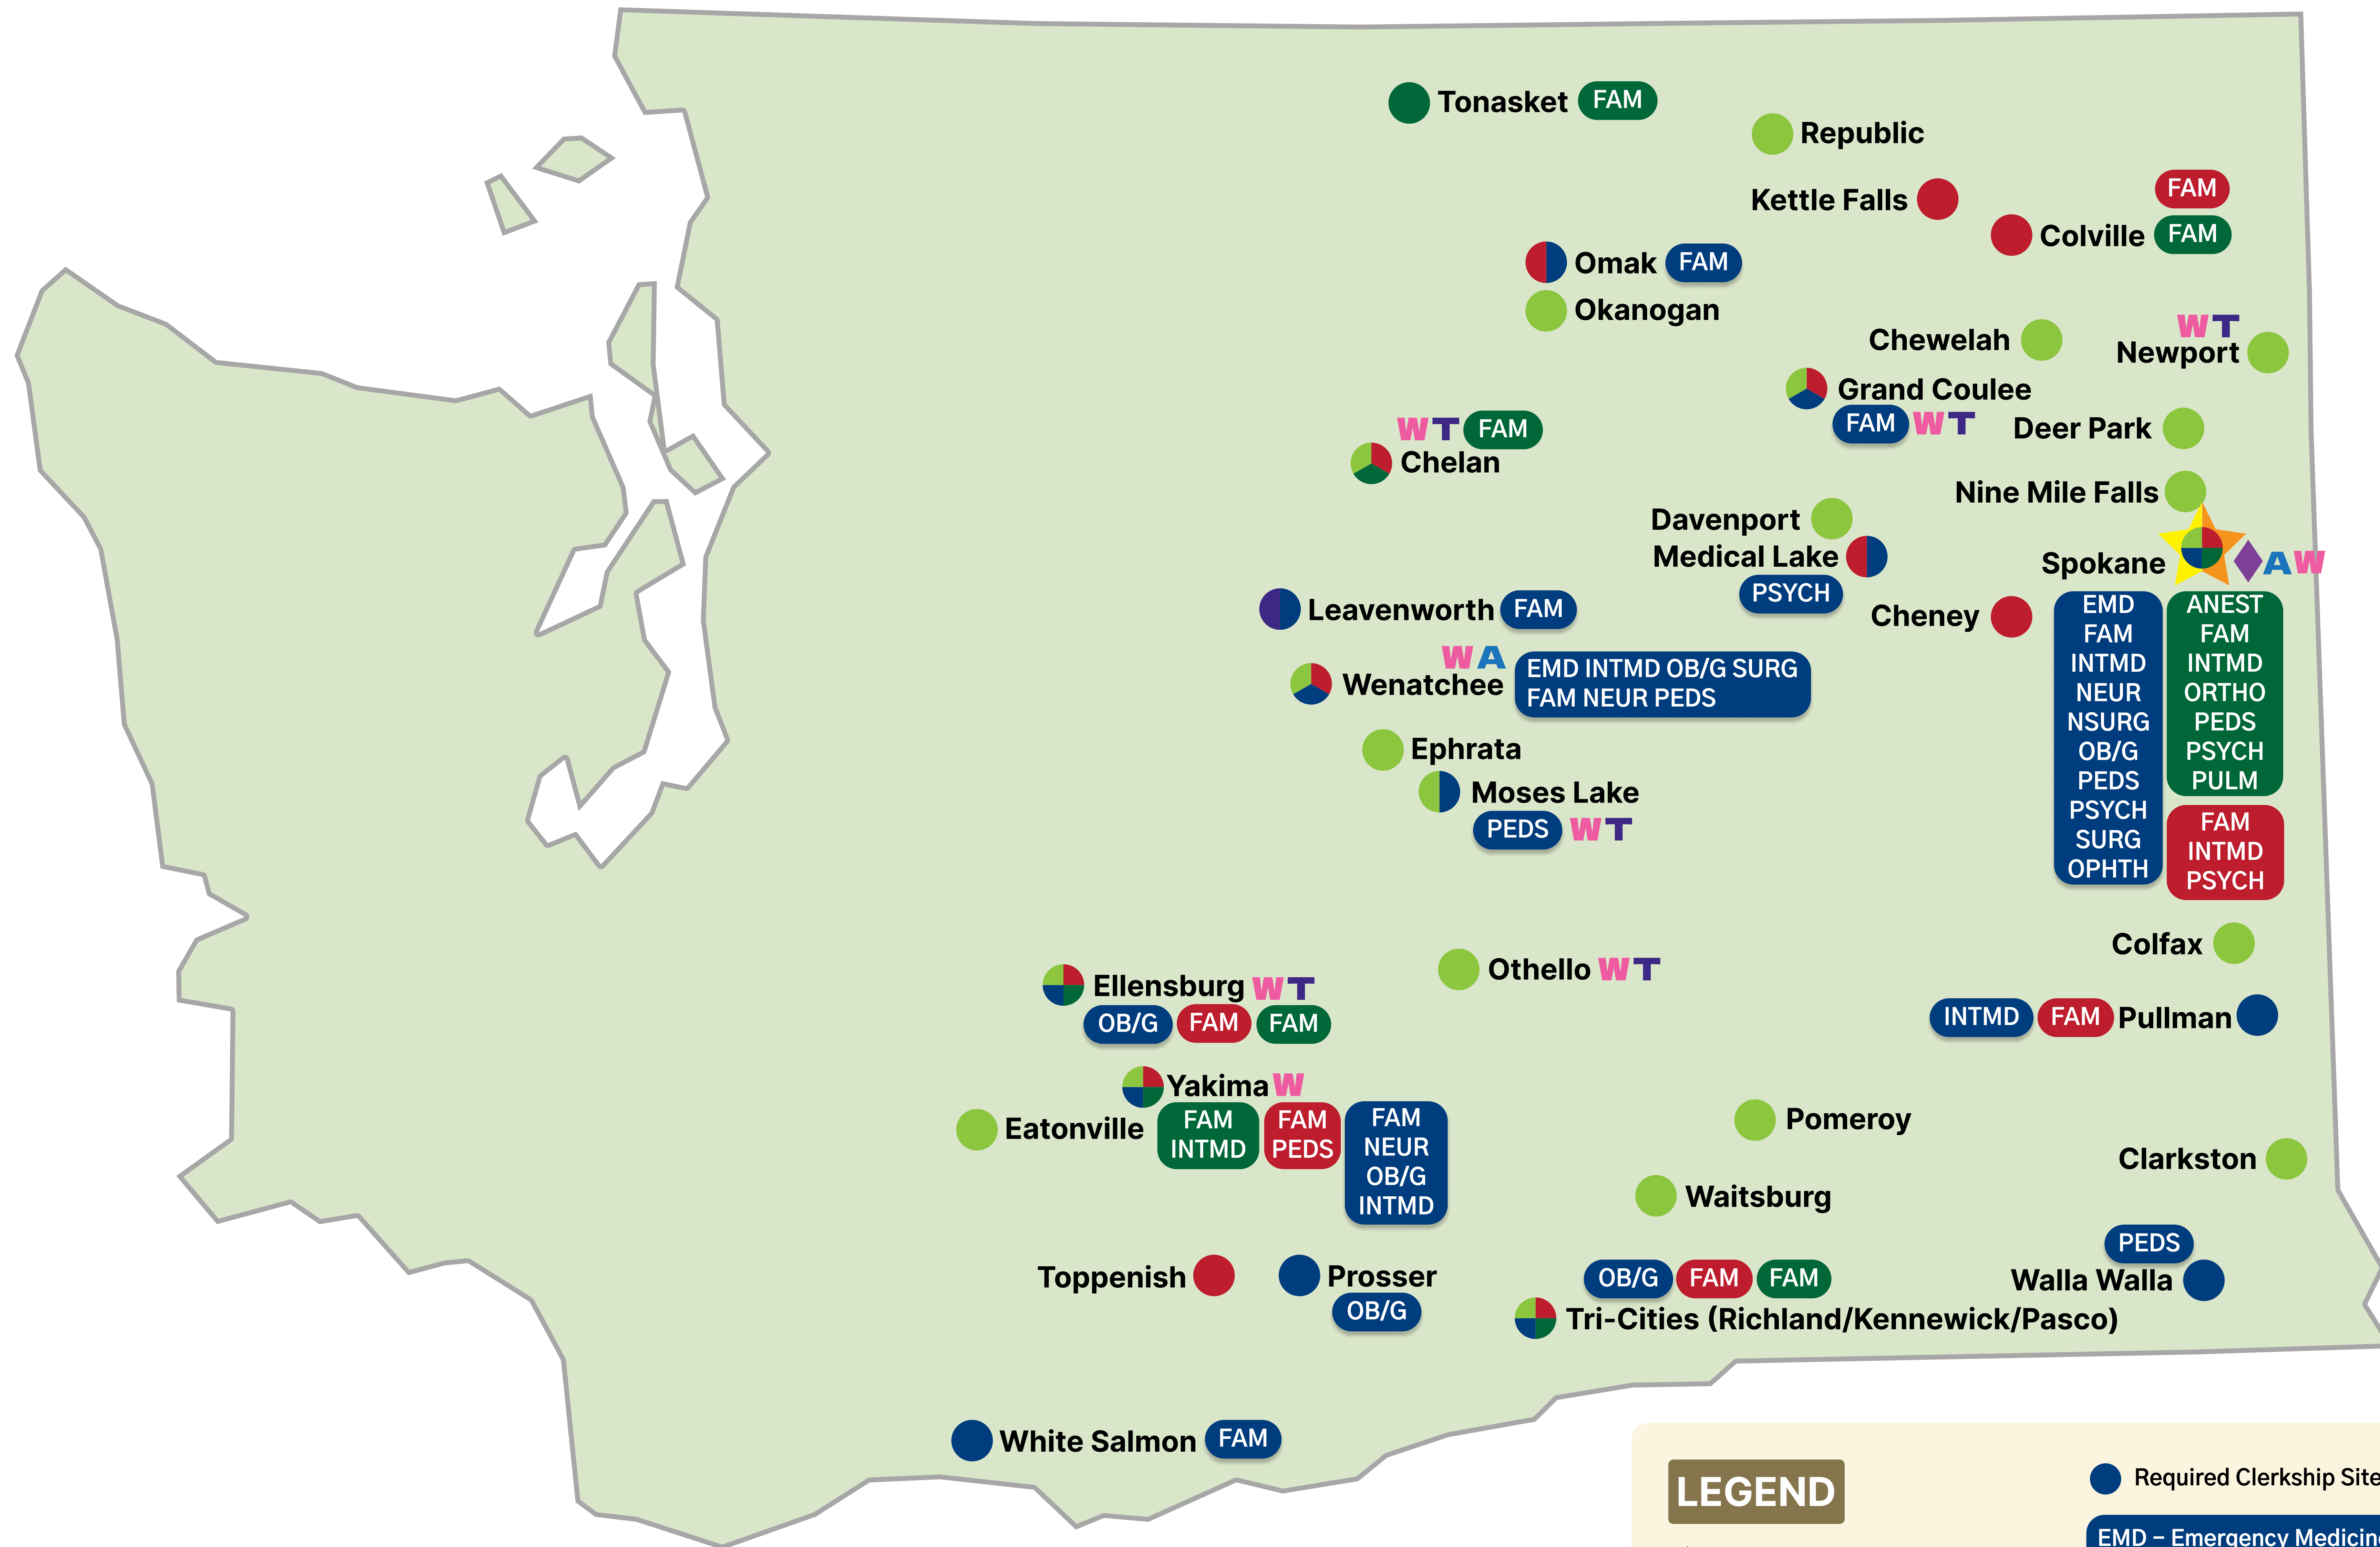 Tonasket FAM
Republic
Kettle Falls
FAM
Colville FAM
Omak FAM
Okanogan
Chewelah
WT
Newport
Grand Coulee
FAM WT
Deer Park
WT FAM
Chelan
Nine Mile Falls
Davenport
Medical Lake
PSYCH
Spokane AW
EMD
FAM
INTMD
NEUR
NSURG
OB/G
PEDS
PSYCH
SURG
OPHTH
ANEST
FAM
INTMD
ORTHO
PEDS
PSYCH
PULM
FAM
INTMD
PSYCH
Leavenworth FAM
Cheney
WA
Wenatchee
EMD INTMD OB/G SURG
FAM NEUR PEDS
Ephrata
Moses Lake
PEDS WT
Colfax
Othello WT
Ellensburg WT
OB/G FAM FAM
INTMD FAM Pullman
Yakima W
FAM
INTMD
FAM
PEDS
FAM
NEUR
OB/G
INTMD
Eatonville
Pomeroy
Clarkston
Waitsburg
Toppenish
Prosser
OB/G
OB/G FAM FAM
Tri-Cities (Richland/Kennewick/Pasco)
PEDS
Walla Walla
White Salmon FAM
LEGEND
Required Clerkship Site
EMD – Emergency Medicine